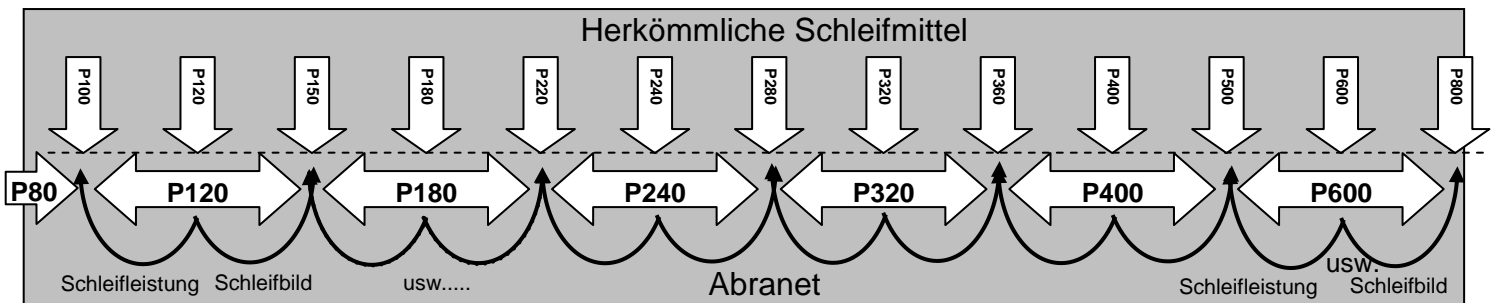 Herkömmliche Schleifmittel
P100 P120 P150 P180 P220 P240 P280 P320 P360 P400 P500 P600 P800
P80 P120 P180 P240 P320 P400 P600
Schleifleistung Schleifbild usw..... Abranet Schleifleistung usw. Schleifbild